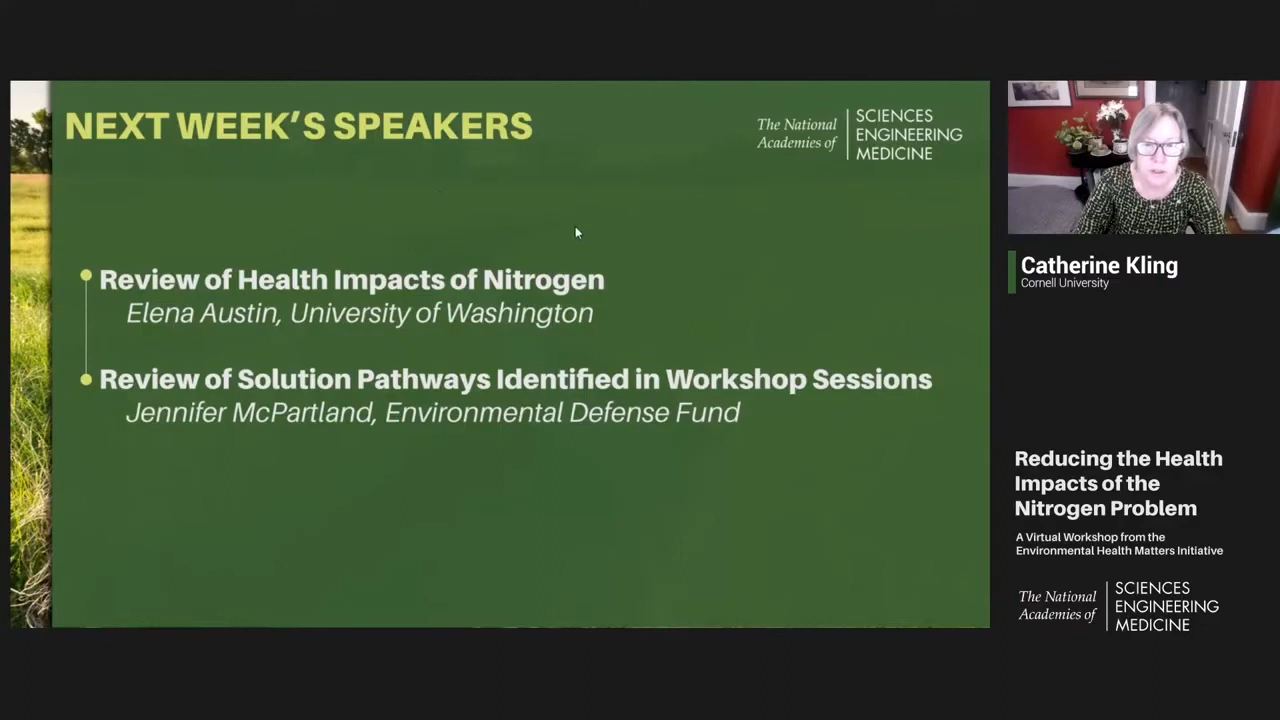 NEXT WEEK'S SPEAKERS
The National
Academies of
SCIENCES
ENGINEERING
MEDICINE
Review of Health Impacts of Nitrogen
Elena Austin, University of Washington
Review of Solution Pathways Identified in Workshop Sessions
Jennifer McPartland, Environmental Defense Fund
Catherine Kling
Cornell University
Reducing the Health
Impacts of the
Nitrogen Problem
A Virtual Workshop from the
Environmental Health Matters Initiative
The National
Academies of
SCIENCES
ENGINEERING
MEDICINE